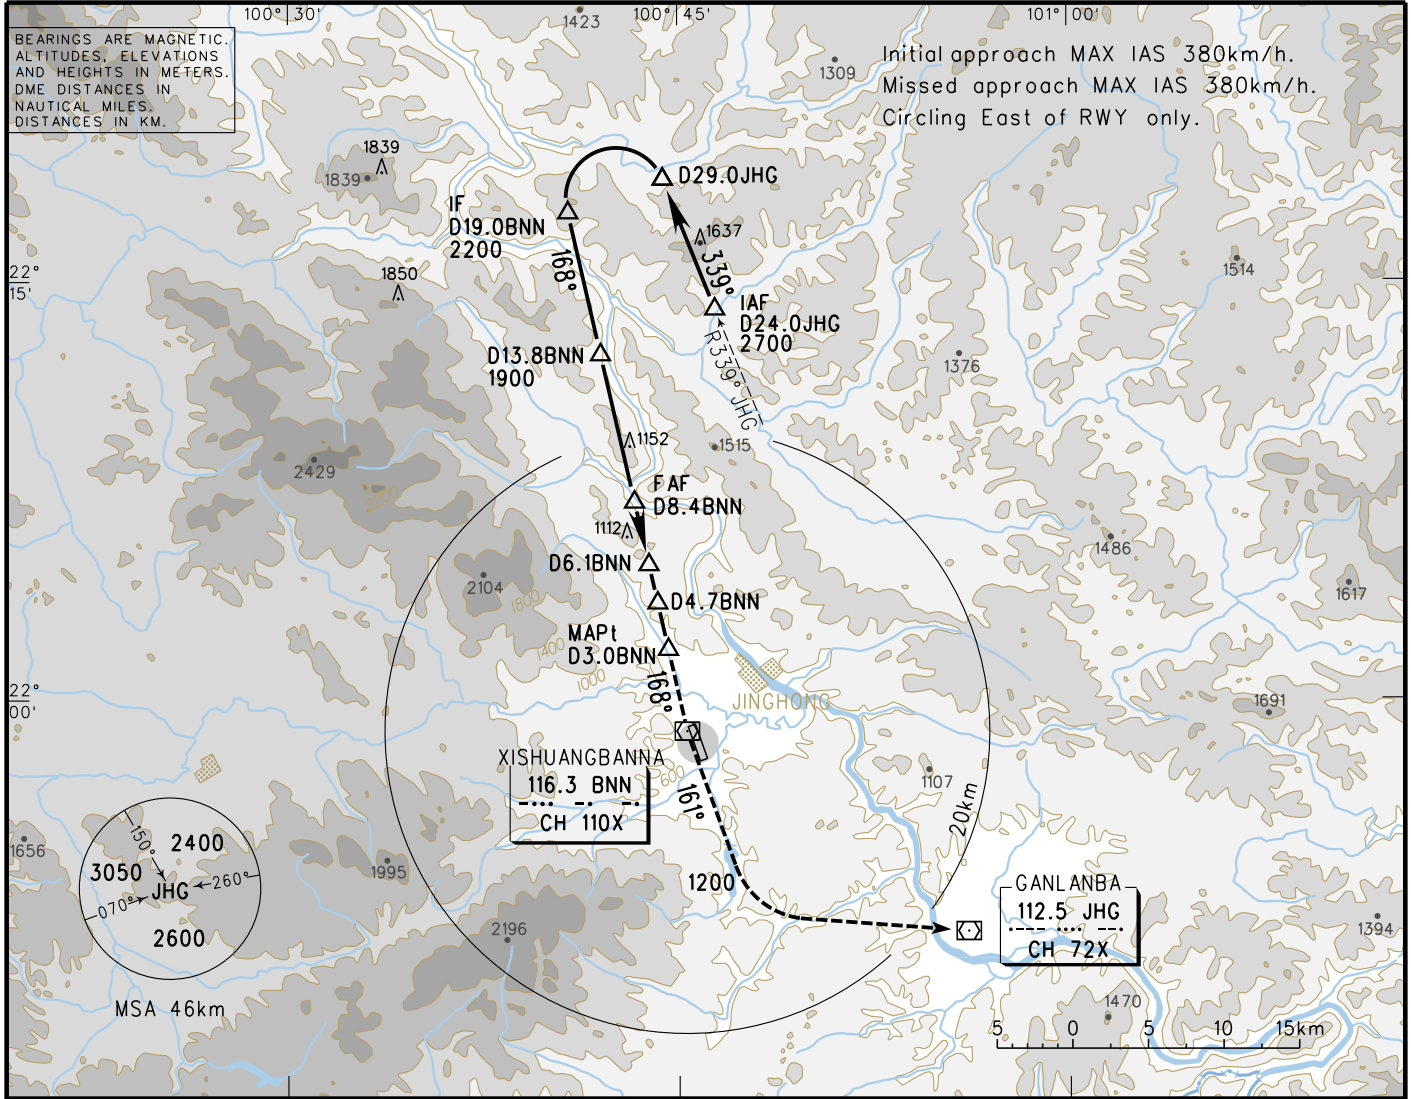 100° 30'
1423
100° 45'
101° 00'
BEARINGS ARE MAGNETIC.
ALTITUDES, ELEVATIONS
AND HEIGHTS IN METERS.
DME DISTANCES IN
NAUTICAL MILES.
DISTANCES IN KM.
Initial approach MAX IAS 380km/h.
Missed approach MAX IAS 380km/h.
Circling East of RWY only.
1309
1839
1839
D29.0JHG
IF
D19.0BNN
2200
1637
339°
168°
1514
22°
15'
1850
IAF
D24.0JHG
2700
R339° JHG
D13.8BNN
1900
1376
1152
1515
2429
FAF
D8.4BNN
1112
1486
D6.1BNN
2104
1800
D4.7BNN
1617
MAPt
D3.0BNN
1400
1000
168°
22°
00'
JINGHONG
1691
XISHUANGBANNA
116.3 BNN
CH 110X
600
161°
1107
20km
1656
150°
2400
3050
JHG
260°
070°
2600
MSA 46km
1995
1200
2196
GANLANBA
112.5 JHG
CH 72X
1394
1470
5 0 5 10 15km